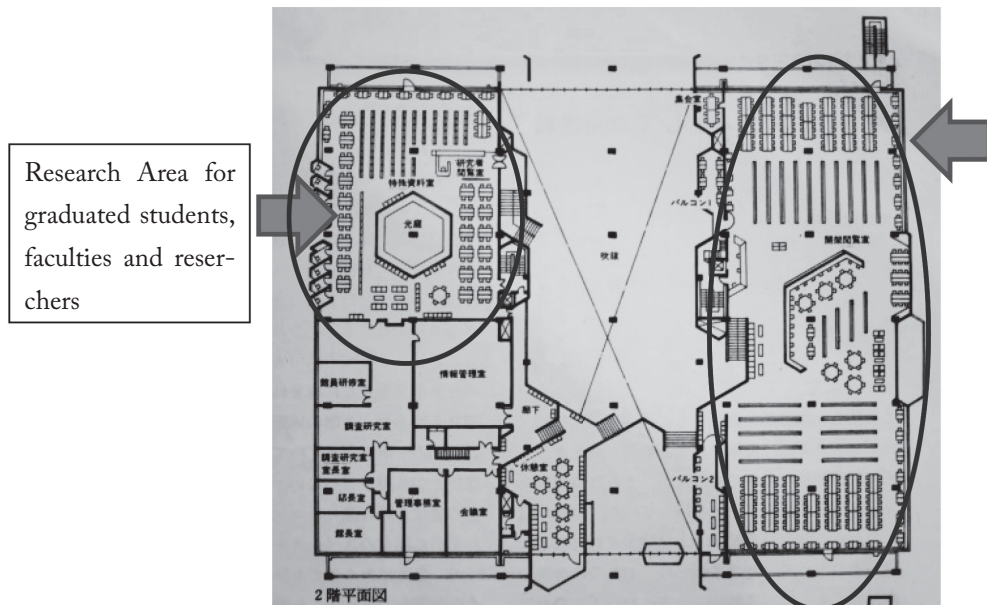 Research Area for
graduated students,
faculties and reser-
chers
集会室
研究者
閲覧室
特殊資料室
光庭
バルコン1
吹抜
開架閲覧室
情報管理室
館員研修室
廊下
調査研究室
調査研究室
室長室
休憩室
バルコン2
管理事務室
会議室
館長室
2階平面図